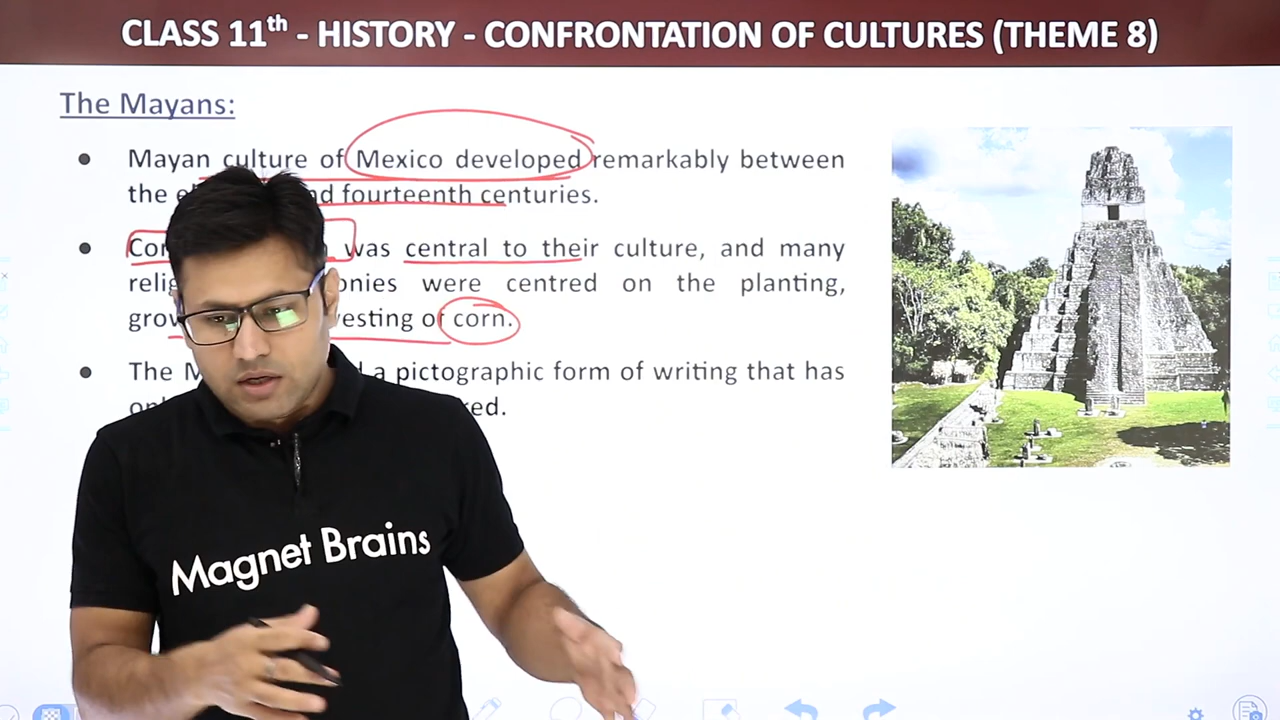 CLASS 11th - HISTORY - CONFRONTATION OF CULTURES (THEME 8)
The Mayans:
Mayan culture of Mexico developed remarkably between
the fourteenth centuries.
was central to their culture, and many
were centred on the planting,
of corn.
The a pictographic form of writing that has
Magnet Brains